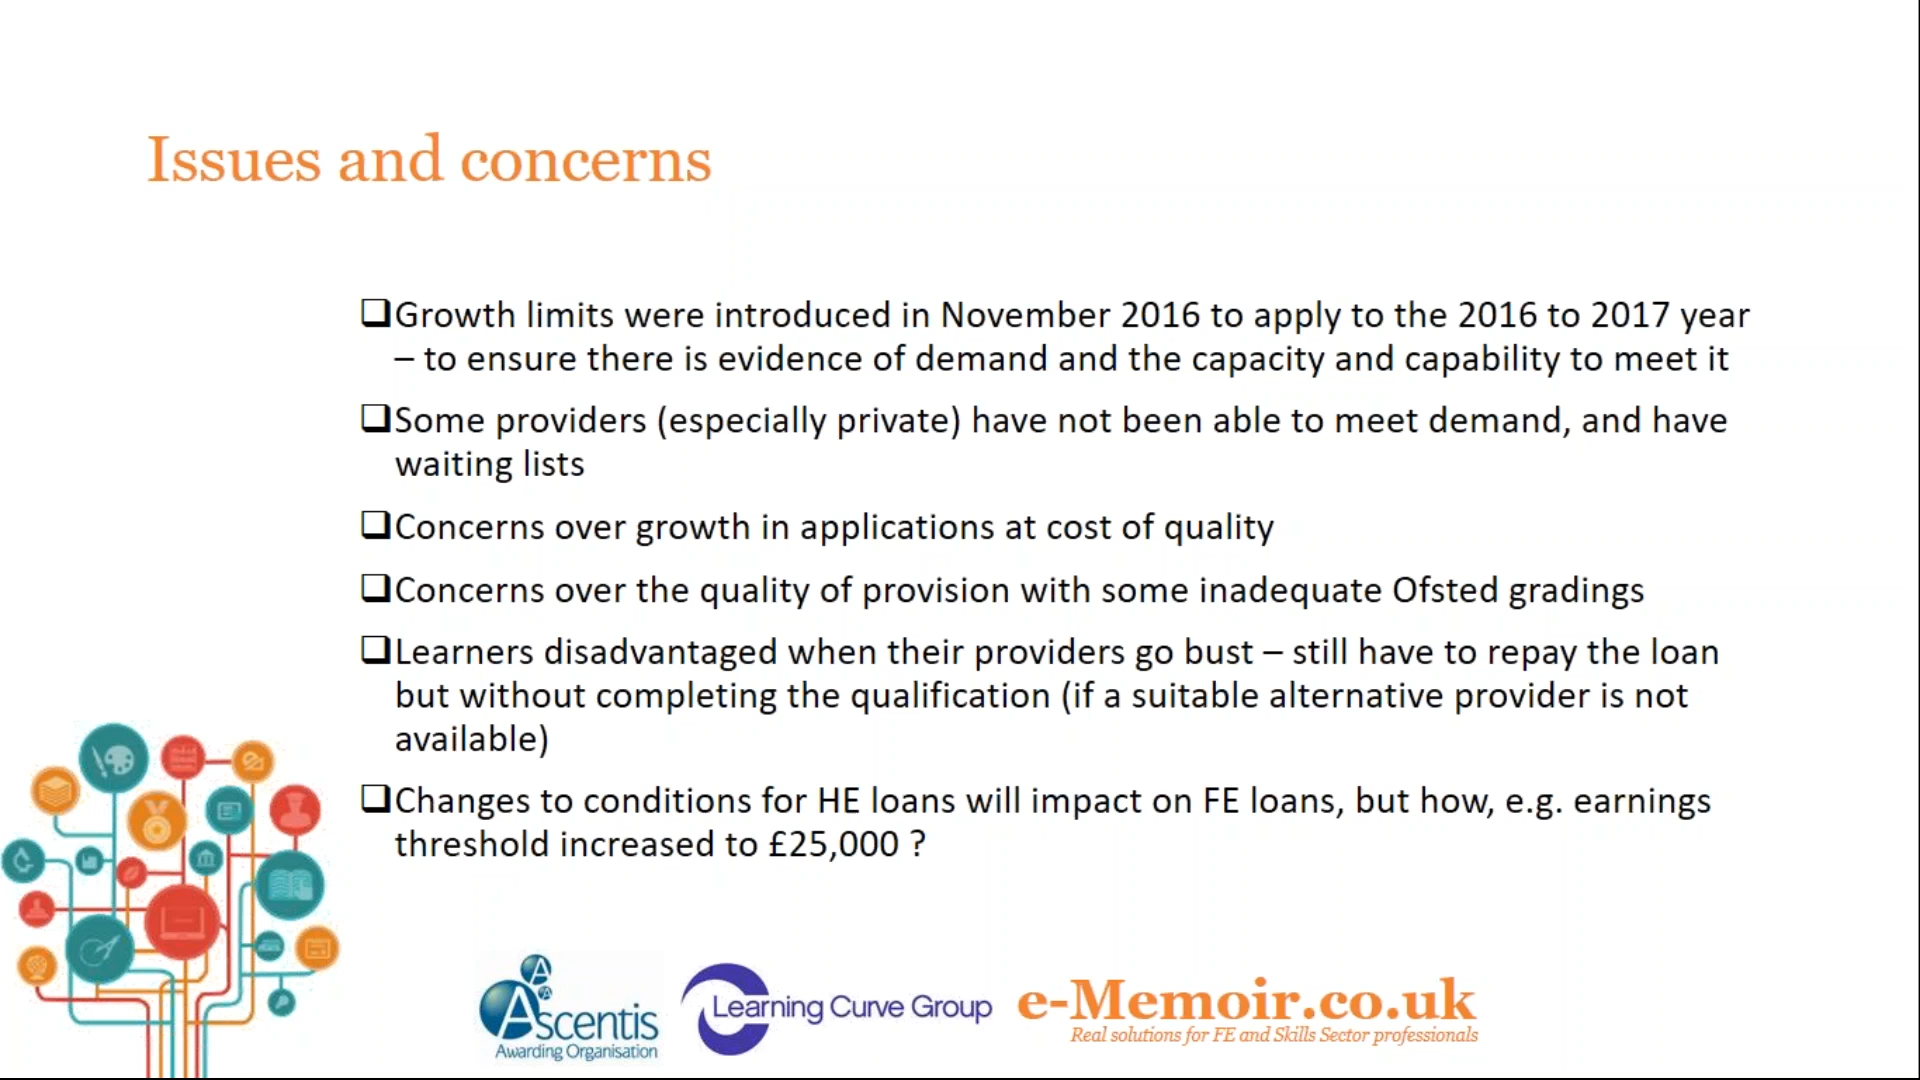 Issues and concerns
❑Growth limits were introduced in November 2016 to apply to the 2016 to 2017 year
– to ensure there is evidence of demand and the capacity and capability to meet it
❑Some providers (especially private) have not been able to meet demand, and have
waiting lists
❑Concerns over growth in applications at cost of quality
❑Concerns over the quality of provision with some inadequate Ofsted gradings
❑Learners disadvantaged when their providers go bust – still have to repay the loan
but without completing the qualification (if a suitable alternative provider is not
available)
❑Changes to conditions for HE loans will impact on FE loans, but how, e.g. earnings
threshold increased to £25,000 ?
Ascentis
Awarding Organisation
Learning Curve Group
e-Memoir.co.uk
Real solutions for FE and Skills Sector professionals